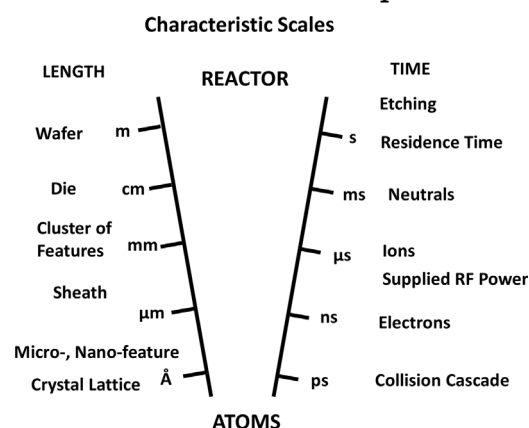 Characteristic Scales
LENGTH
REACTOR
TIME
Etching
Wafer
m
s
Residence Time
Die
cm
ms
Neutrals
Cluster of
Features
mm
μs
Ions
Supplied RF Power
Sheath
μm
ns
Electrons
Micro-, Nano-feature
Crystal Lattice
Å
ps
Collision Cascade
ATOMS